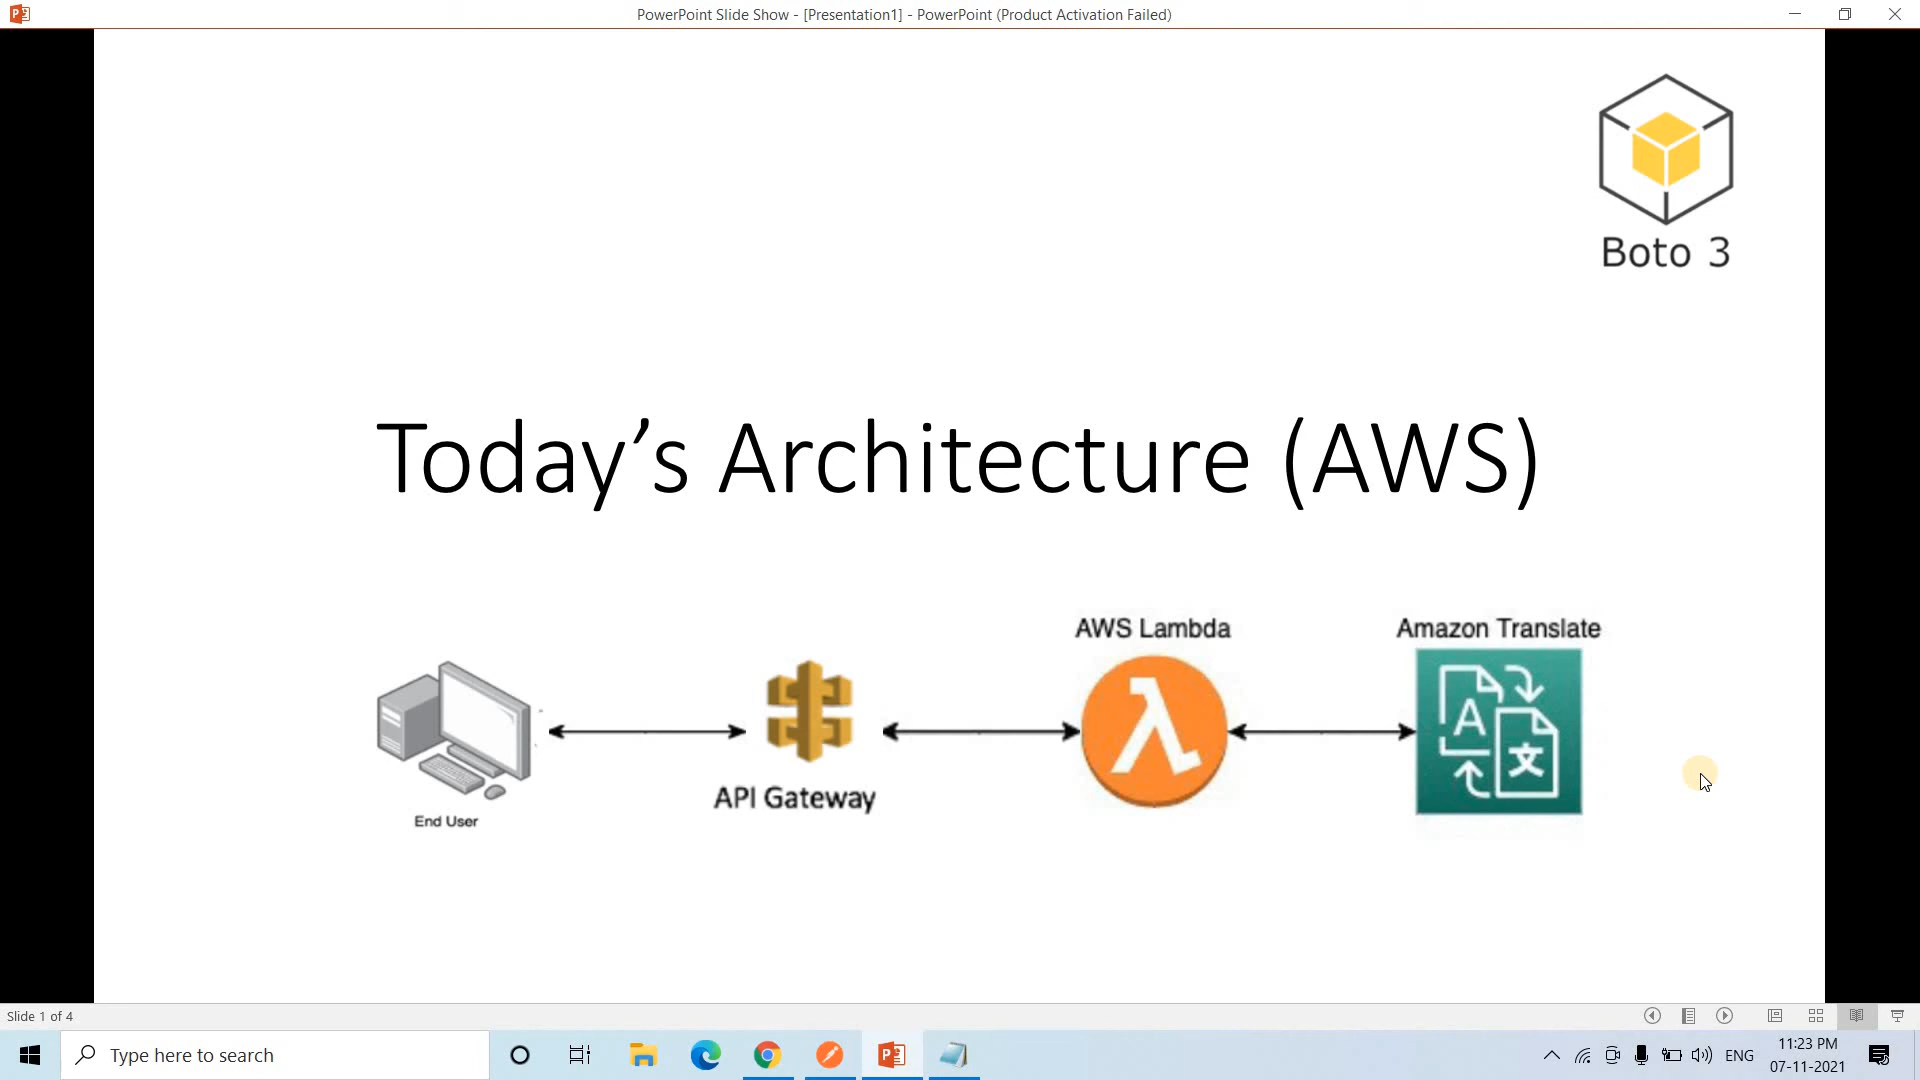 PowerPoint Slide Show - [Presentation1] - PowerPoint (Product Activation Failed)
Boto 3
Today’s Architecture (AWS)
AWS Lambda
Amazon Translate
A
文
API Gateway
End User
Slide 1 of 4
Type here to search
ENG
11:23 PM
07-11-2021